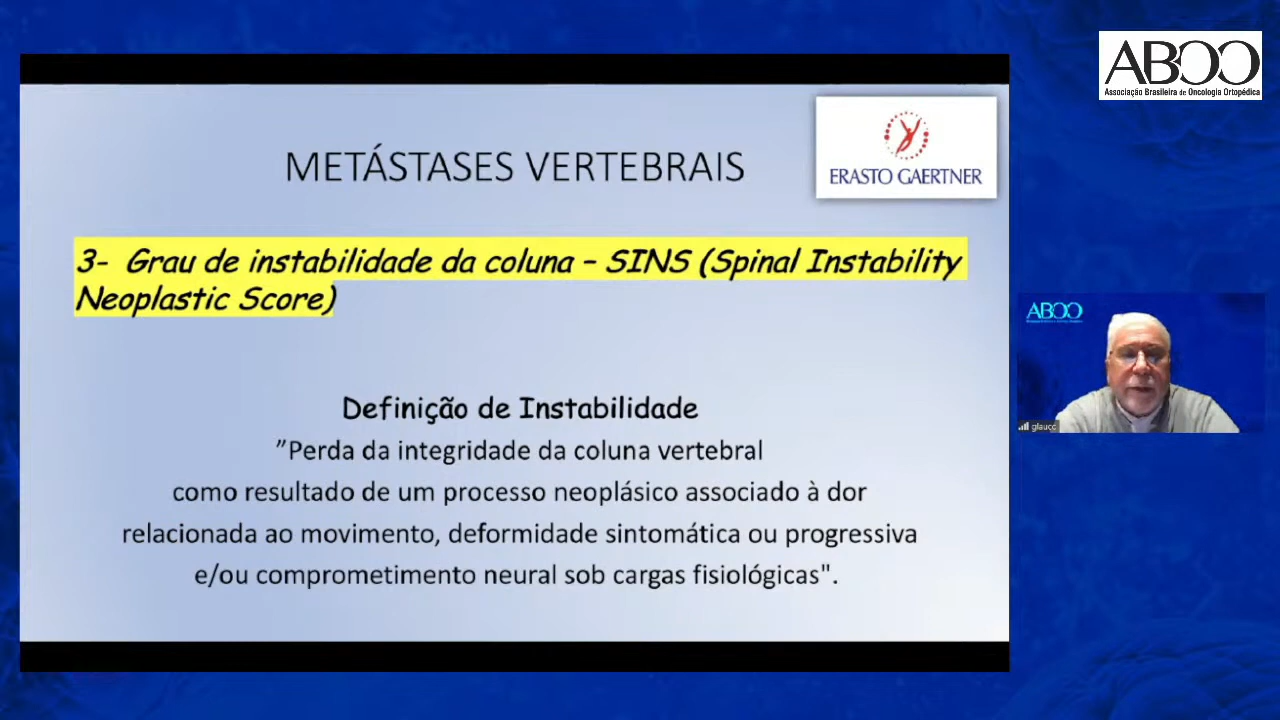 ABOO
Associação Brasileira de Oncologia Ortopédica
METÁSTASES VERTEBRAIS
ERASTO GAERTNER
3- Grau de instabilidade da coluna – SINS (Spinal Instability
Neoplastic Score)
Definição de Instabilidade
"Perda da integridade da coluna vertebral
como resultado de um processo neoplásico associado à dor
relacionada ao movimento, deformidade sintomática ou progressiva
e/ou comprometimento neural sob cargas fisiológicas".
ABOO
glauco